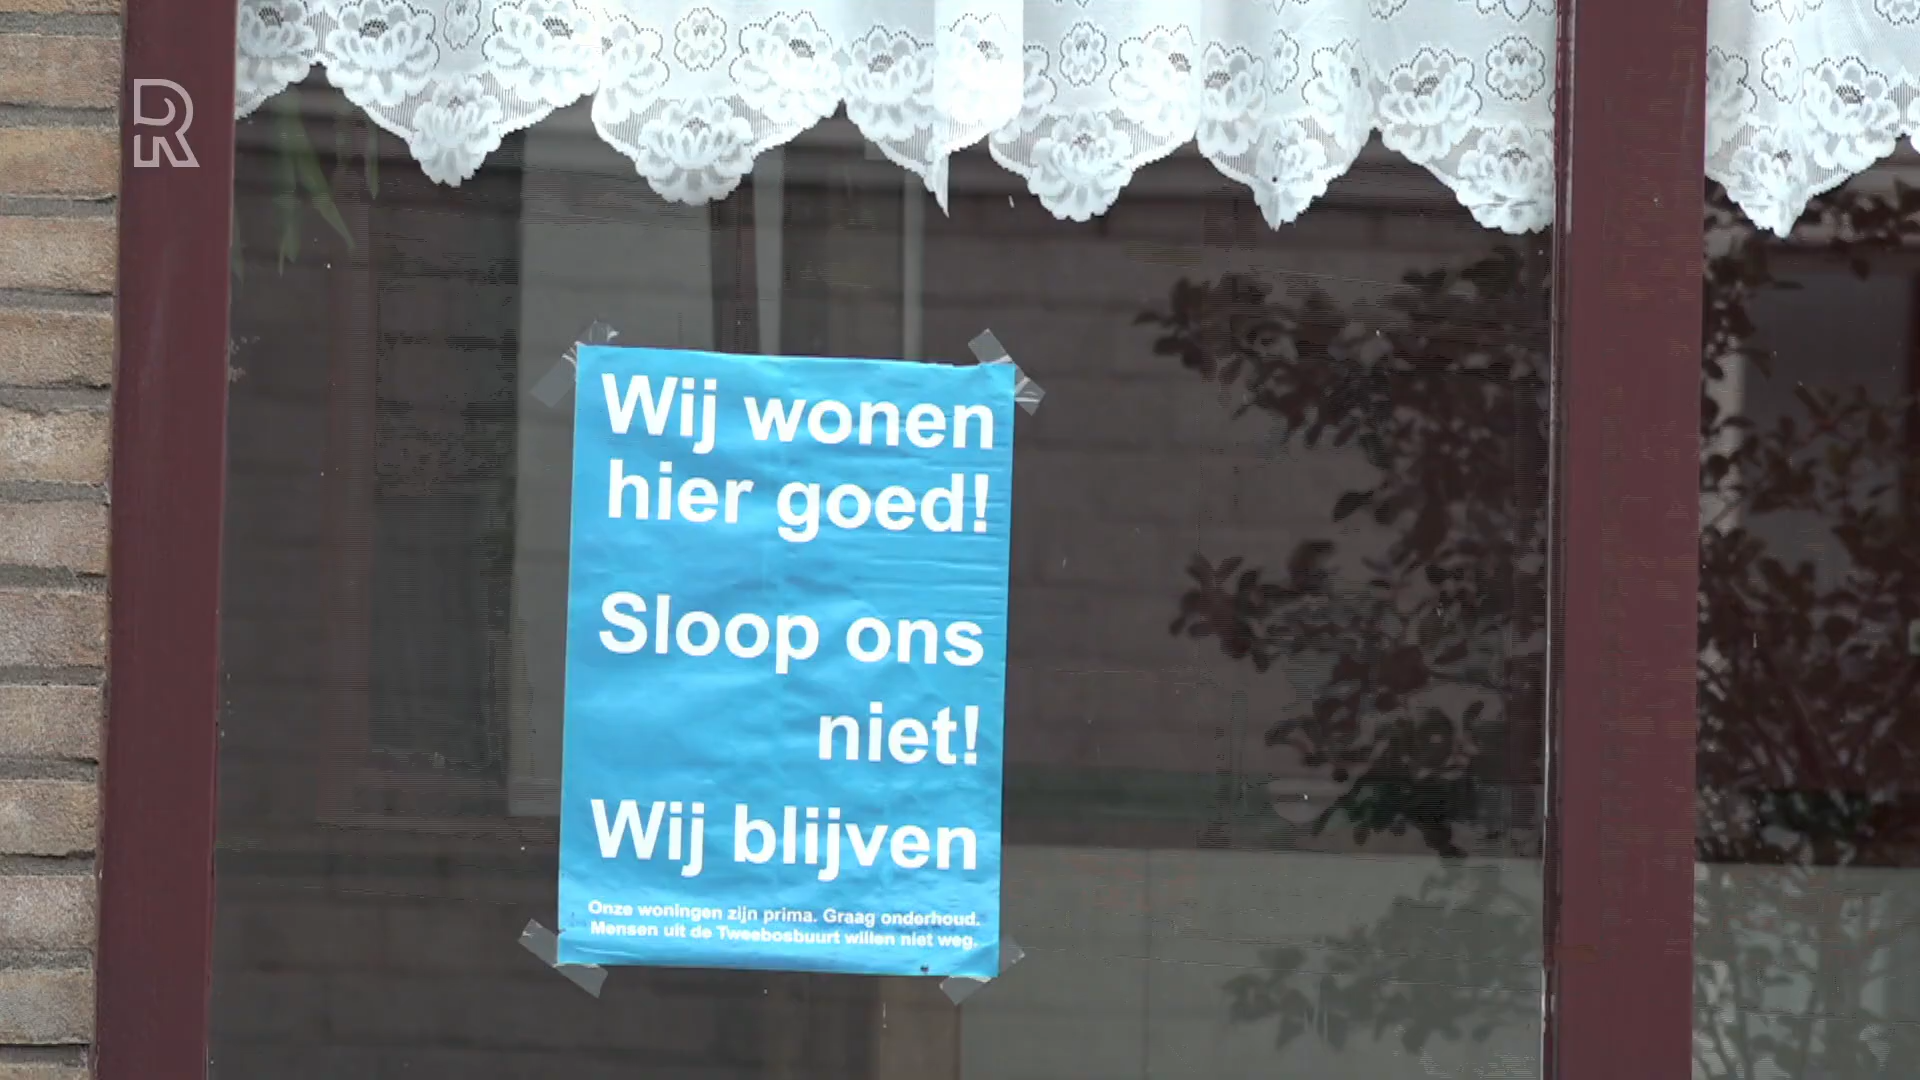 R
Wij wonen
hier goed!
Sloop ons
niet!
Wij blijven
Onze woningen zijn prima. Graag onderhoud.
Mensen uit de Tweebosbuurt willen niet weg.